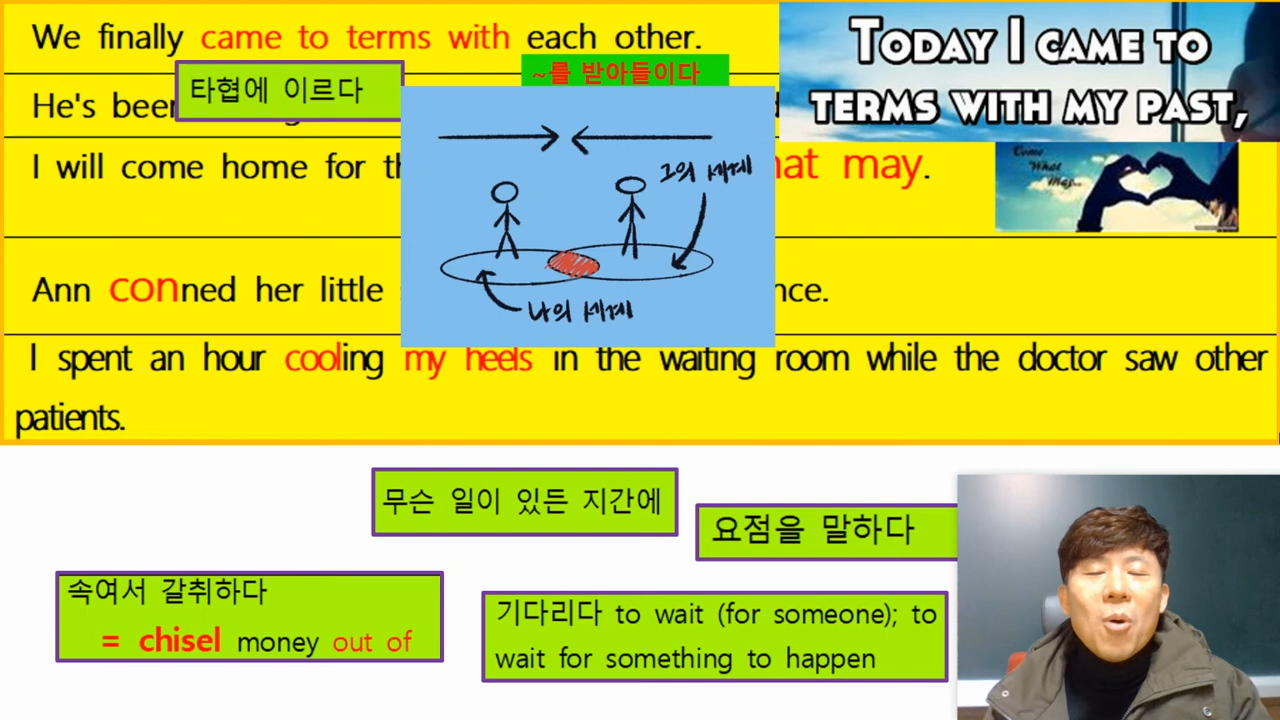 We finally came to terms with each other.
TODAY I CAME TO
TERMS WITH MY PAST,
타협에 이르다
~를 받아들이다
He's been
I will come home for th
hat may.
Come
What
May...
그의 세계
나의 세계
Ann conned her little
nce.
I spent an hour cooling my heels in the waiting room while the doctor saw other
patients.
무슨 일이 있든 지간에
요점을 말하다
속여서 갈취하다
= chisel money out of
기다리다 to wait (for someone); to
wait for something to happen